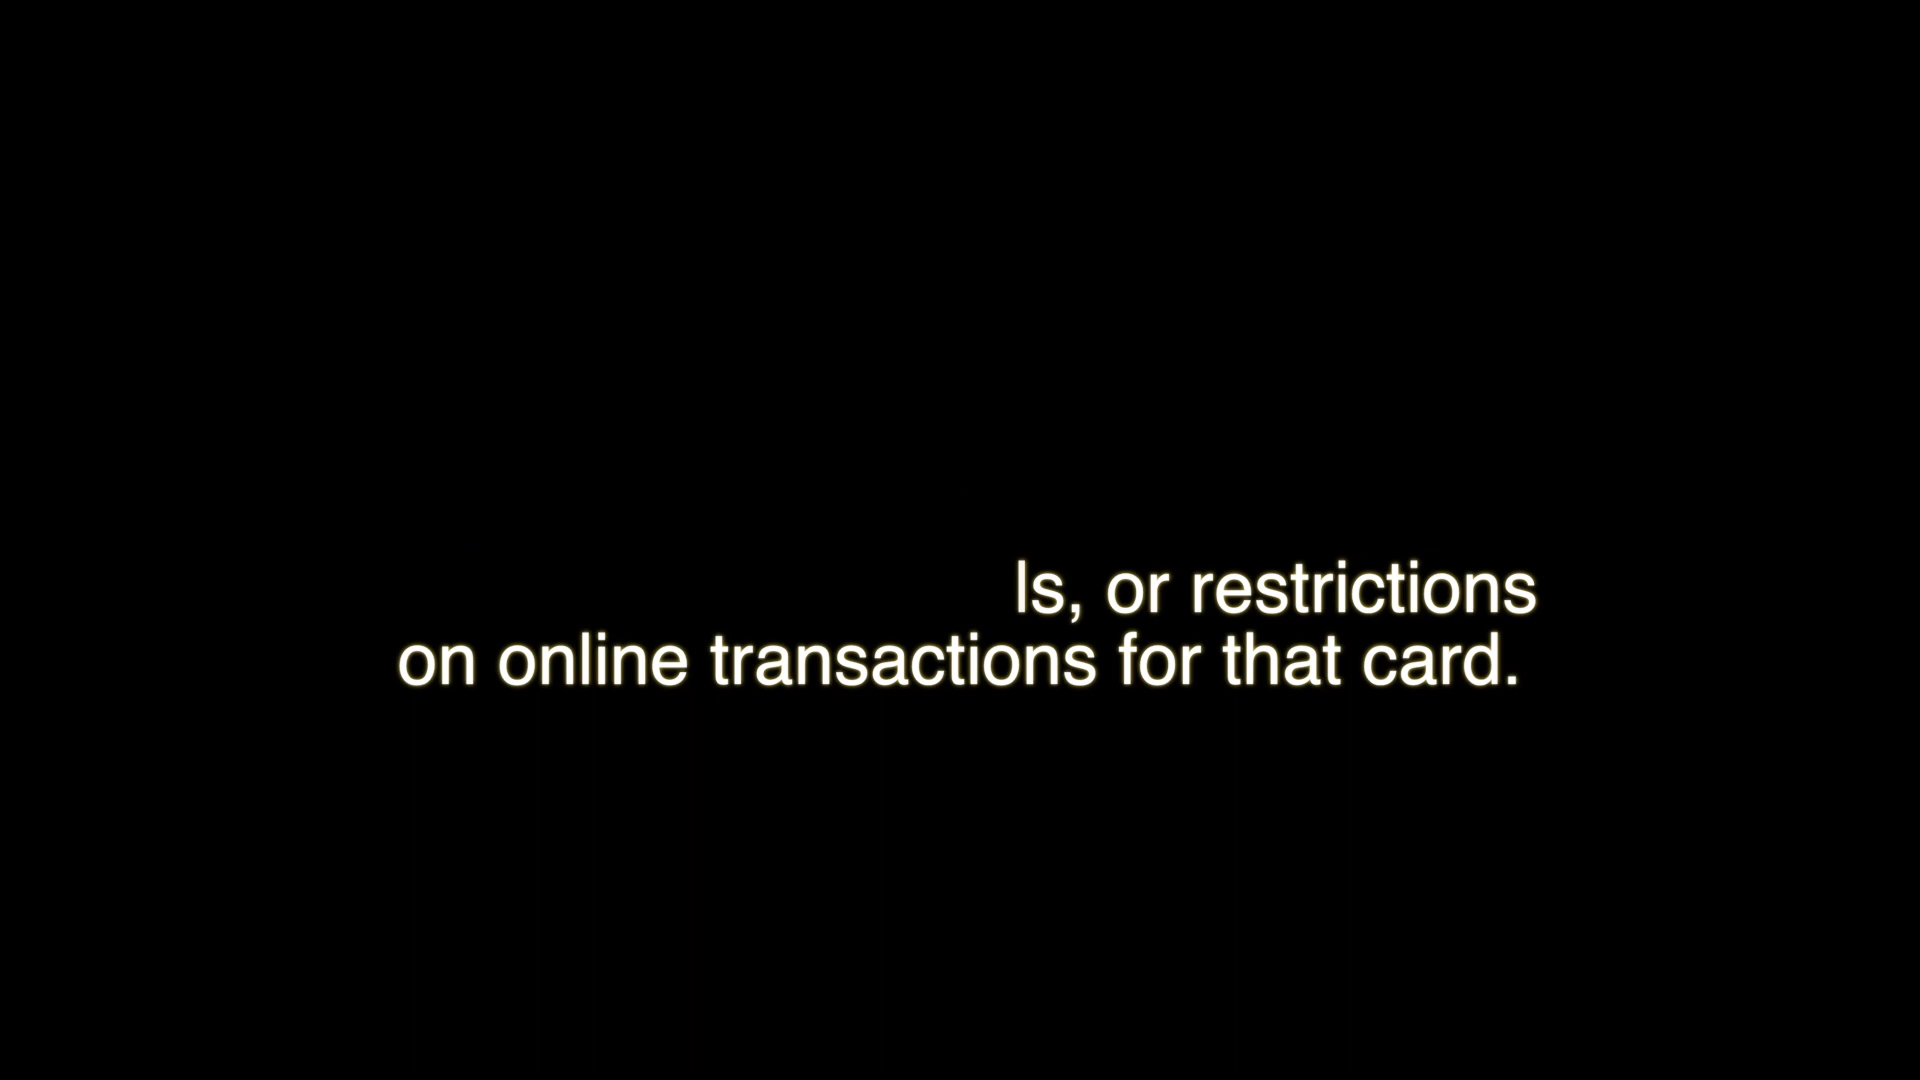 ls, or restrictions
on online transactions for that card.